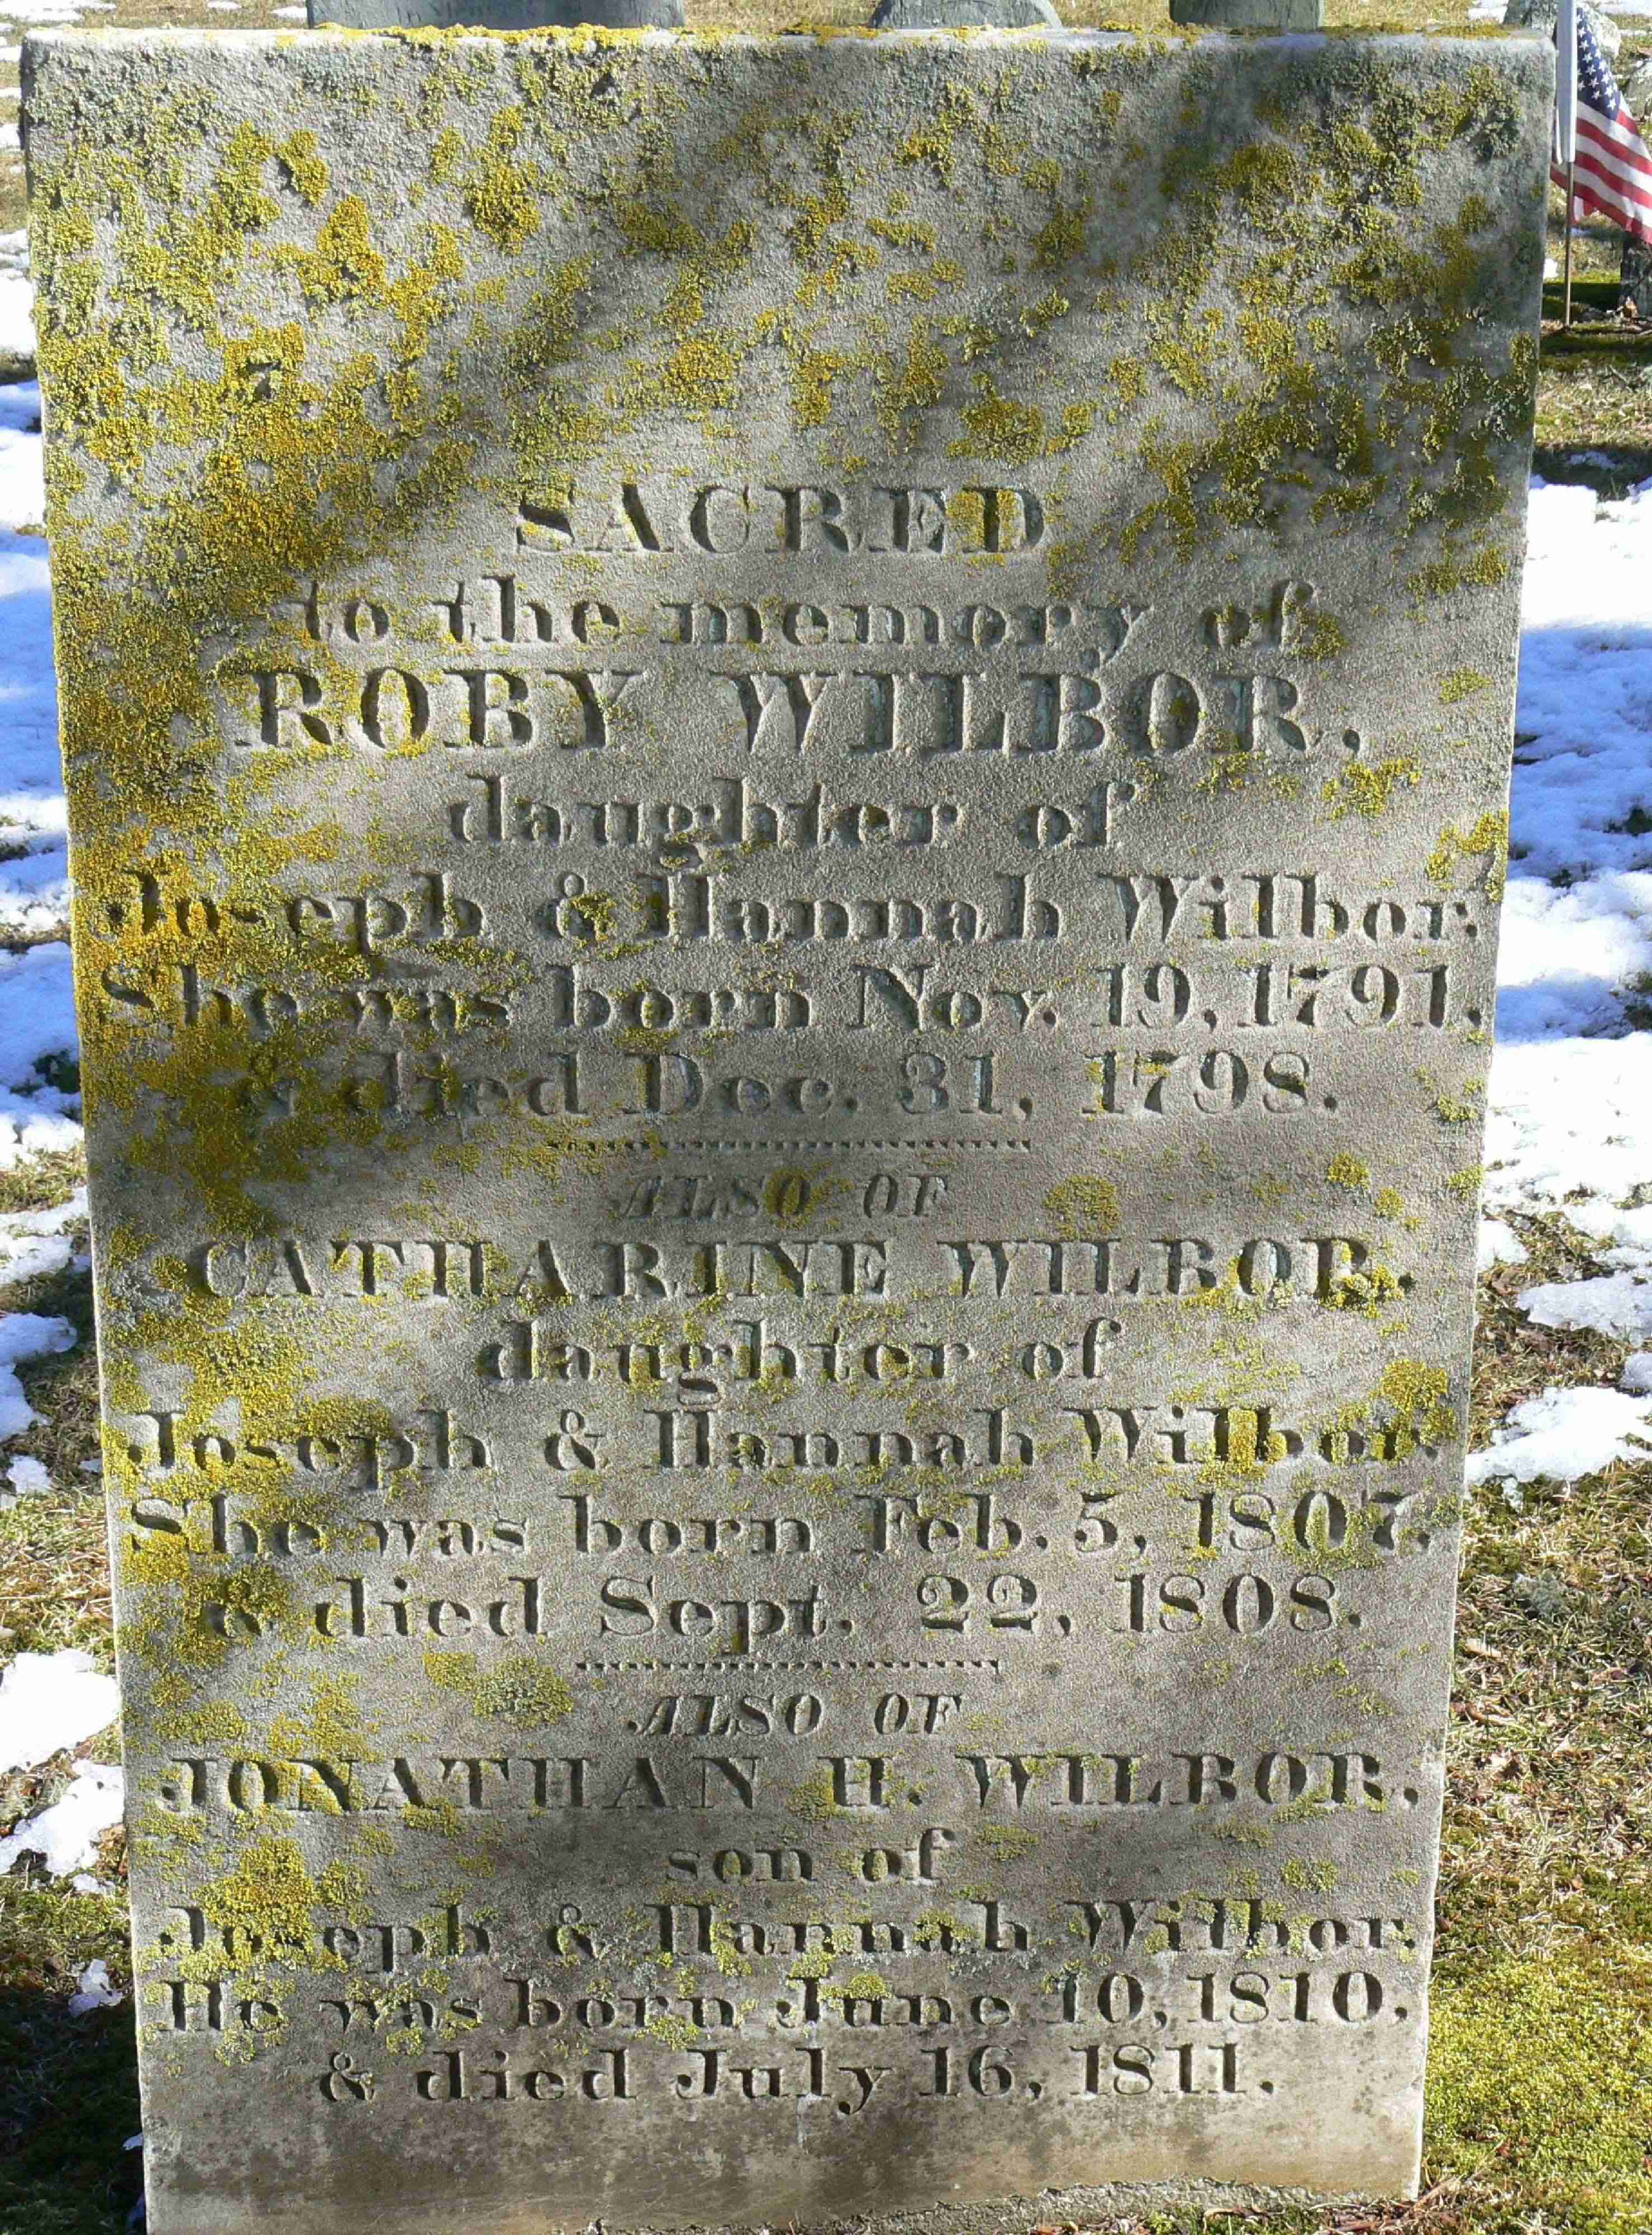 SACRED
to the memory of
ROBY WILBOR,
daughter of
Joseph & Hannah Wilbor.
She was born Nov. 19, 1791,
& died Dec. 31, 1798.
ALSO OF
CATHARINE WILBOR,
daughter of
Joseph & Hannah Wilbor.
She was born Feb. 5, 1807,
& died Sept. 22, 1808.
ALSO OF
JONATHAN H. WILBOR,
son of
Joseph & Hannah Wilbor.
He was born June 10, 1810,
& died July 16, 1811.